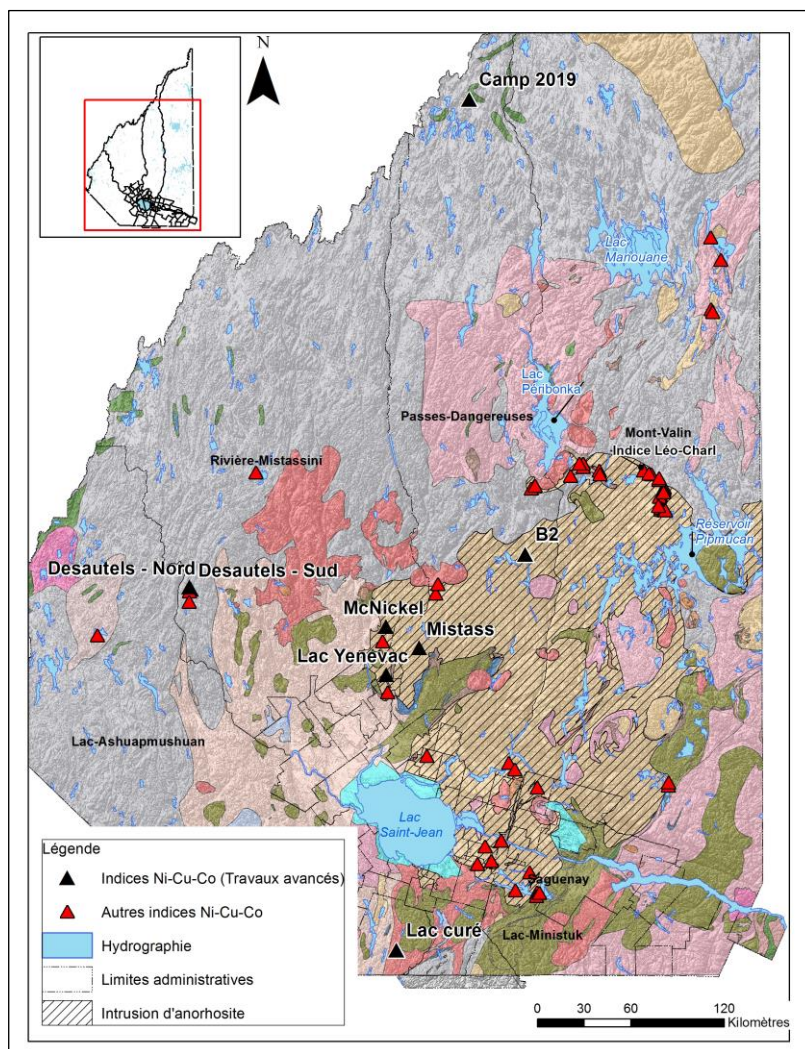 N
Camp 2019
Lac
Manouane
Lac
Péribonka
Passes-Dangereuses
Mont-Valin
Indice Léo-Charl
Rivière-Mistassini
Réservoir
Pipmucan
B2
Desautels - Nord
Desautels - Sud
McNickel
Mistass
Lac Yenevac
Lac-Ashuapmushuan
Lac
Saint-Jean
Saguenay
Lac-Ministuk
Lac curé
Légende
Indices Ni-Cu-Co (Travaux avancés)
Autres indices Ni-Cu-Co
Hydrographie
Limites administratives
Intrusion d'anorhosite
0 30 60 120
Kilomètres